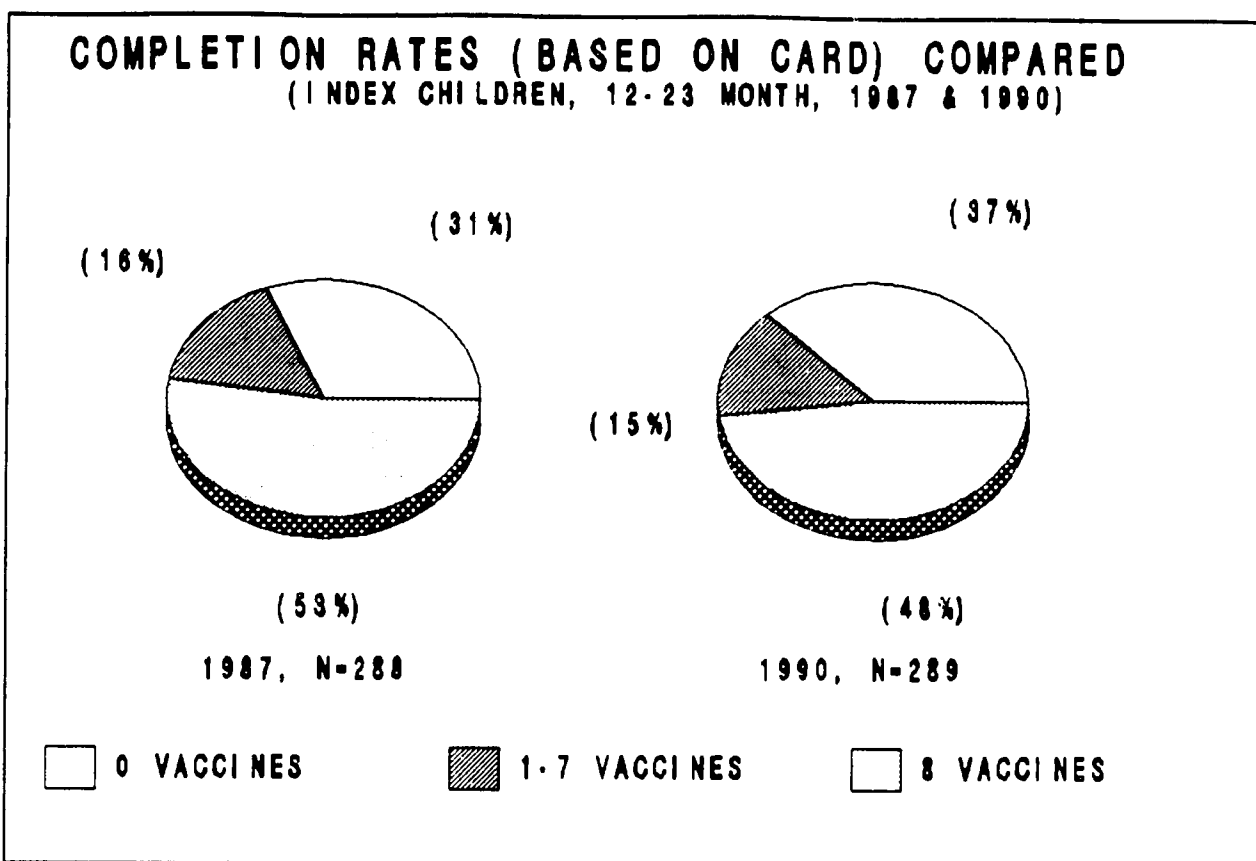 COMPLETION RATES (BASED ON CARD) COMPARED
(INDEX CHILDREN, 12-23 MONTH, 1987 & 1990)
(31%)
(37%)
(16%)
(15%)
(53%)
(48%)
1987, N=288
1990, N=289
0 VACCINES
1-7 VACCINES
8 VACCINES